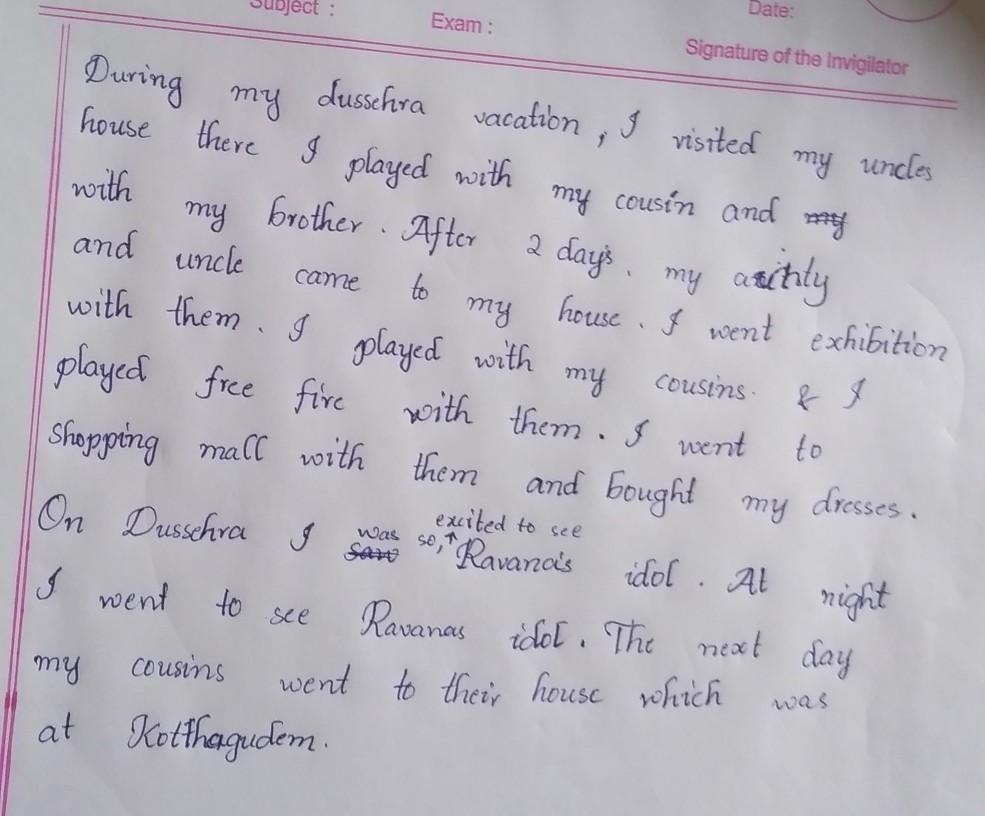 Subject : Exam : Date:
Signature of the Invigilator
During my dussehra vacation, I visited my uncles
house there I played with my cousin and my
with my brother. After 2 days. my
and uncle came to my house. I went exhibition
with them. I played with my cousins. & I
played free fire with them. I went to
shopping mall with them and bought my dresses.
excited to see
On Dussehra I was so, Ravana's idol. At night
I went to see Ravanas idol. The next day
my cousins went to their house which was
at Kotthagudem.